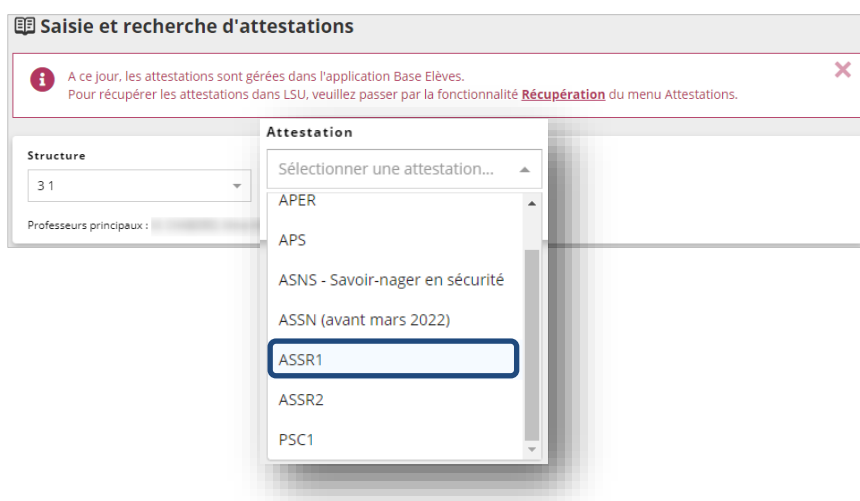 Saisie et recherche d'attestations
A ce jour, les attestations sont gérées dans l'application Base Elèves.
Pour récupérer les attestations dans LSU, veuillez passer par la fonctionnalité Récupération du menu Attestations.
Structure
3 1
Professeurs principaux :
Attestation
Sélectionner une attestation...
APER
APS
ASNS - Savoir-nager en sécurité
ASSN (avant mars 2022)
ASSR1
ASSR2
PSC1